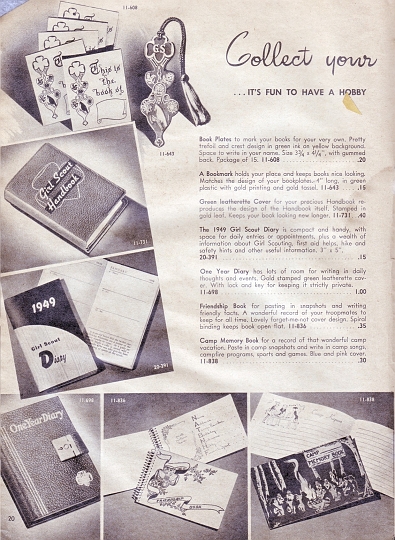 11-608
This is
the
book of
GS
11-643
Collect your
...IT'S FUN TO HAVE A HOBBY
Book Plates to mark your books for your very own. Pretty
trefoil and crest design in green ink on yellow background.
Space to write in your name. Size 3¼ x 4¼", with gummed
back. Package of 15. 11-608 .20
A Bookmark holds your place and keeps books nice looking.
Matches the design of your bookplates. 4" long, in green
plastic with gold printing and gold tassel. 11-643 .15
Green leatherette Cover for your precious Handbook re-
produces the design of the Handbook itself. Stamped in
gold leaf. Keeps your book looking new longer. 11-731 .40
The 1949 Girl Scout Diary is compact and handy, with
space for daily entries or appointments, plus a wealth of
information about Girl Scouting, first aid helps, hike and
safety hints and other useful information. 3" x 5".
20-391 .15
One Year Diary has lots of room for writing in daily
thoughts and events. Gold stamped green leatherette cov-
er. With lock and key for keeping it strictly private.
11-698 1.00
Friendship Book for pasting in snapshots and writing
friendly facts. A wonderful record of your troopmates to
keep for all time. Lovely forget-me-not cover design. Spiral
binding keeps book open flat. 11-836 .35
Camp Memory Book for a record of that wonderful camp
vacation. Paste in camp snapshots and write in camp songs,
campfire programs, sports and games. Blue and pink cover.
11-838 .30
Girl Scout
Handbook
11-731
1949
Girl Scout
Diary
20-391
One Year Diary
11-698
11-836
11-838
CAMP
MEMORY BOOK
20